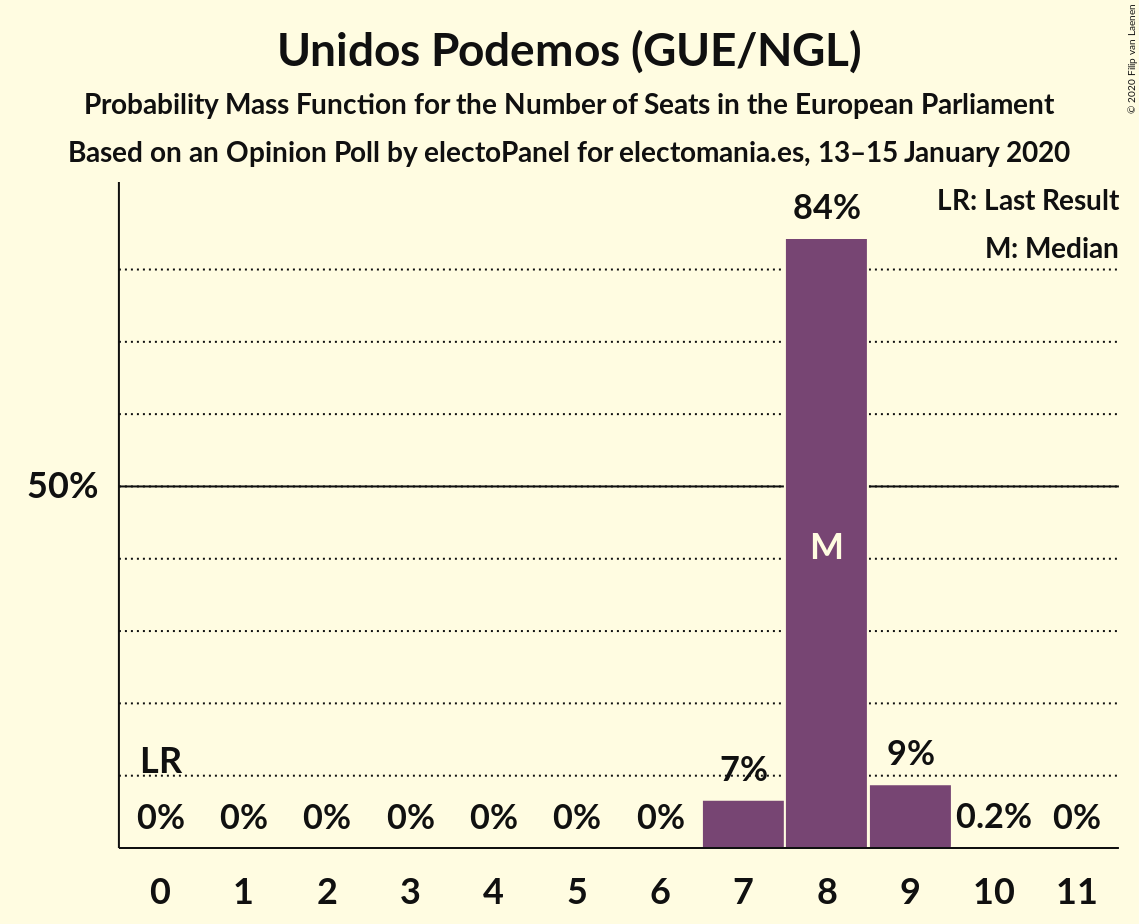 Unidos Podemos (GUE/NGL)
Probability Mass Function for the Number of Seats in the European Parliament
Based on an Opinion Poll by electoPanel for electomania.es, 13–15 January 2020
© 2020 Filip van Laenen
LR: Last Result
M: Median
84%
50%
M
LR
7%
9%
0% 0% 0% 0% 0% 0% 0% 0.2% 0%
0 1 2 3 4 5 6 7 8 9 10 11